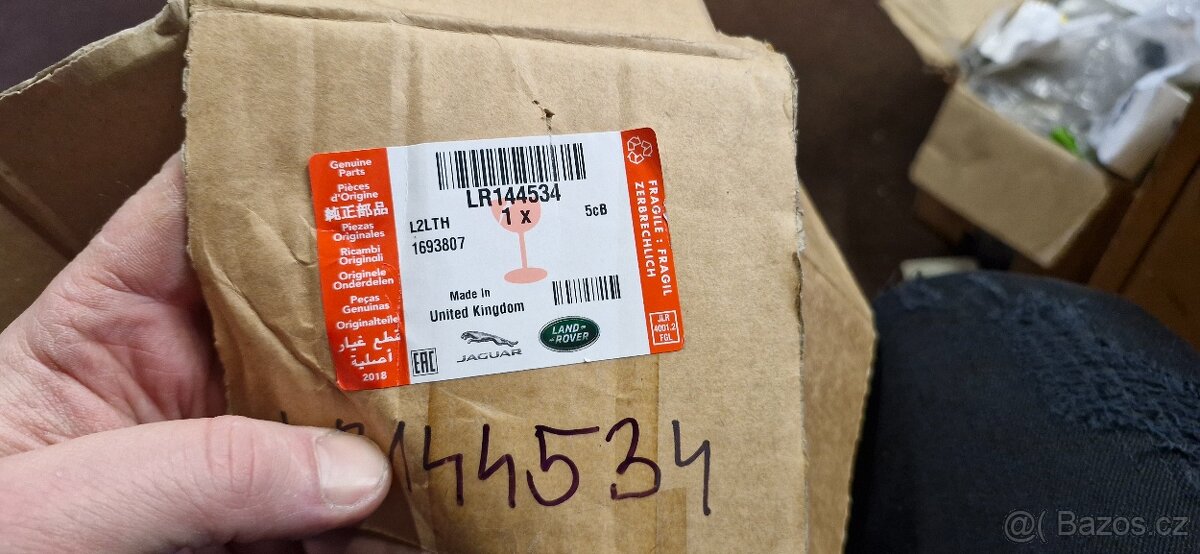 Genuine
Parts
Pièces
d'Origine
純正部品
Piezas
Originales
Ricambi
Originali
Originele
Onderdelen
Peças
Genuinas
Originalteile
قطع غيار
أصلية
2018
LR144534
1 x
5cB
L2LTH
1693807
Made in
United Kingdom
EAC
JAGUAR
LAND-
-ROVER
FRAGILE : FRAGIL
ZERBRECHLICH
JLR
4001.2
FGL
144534
@( Bazos.cz